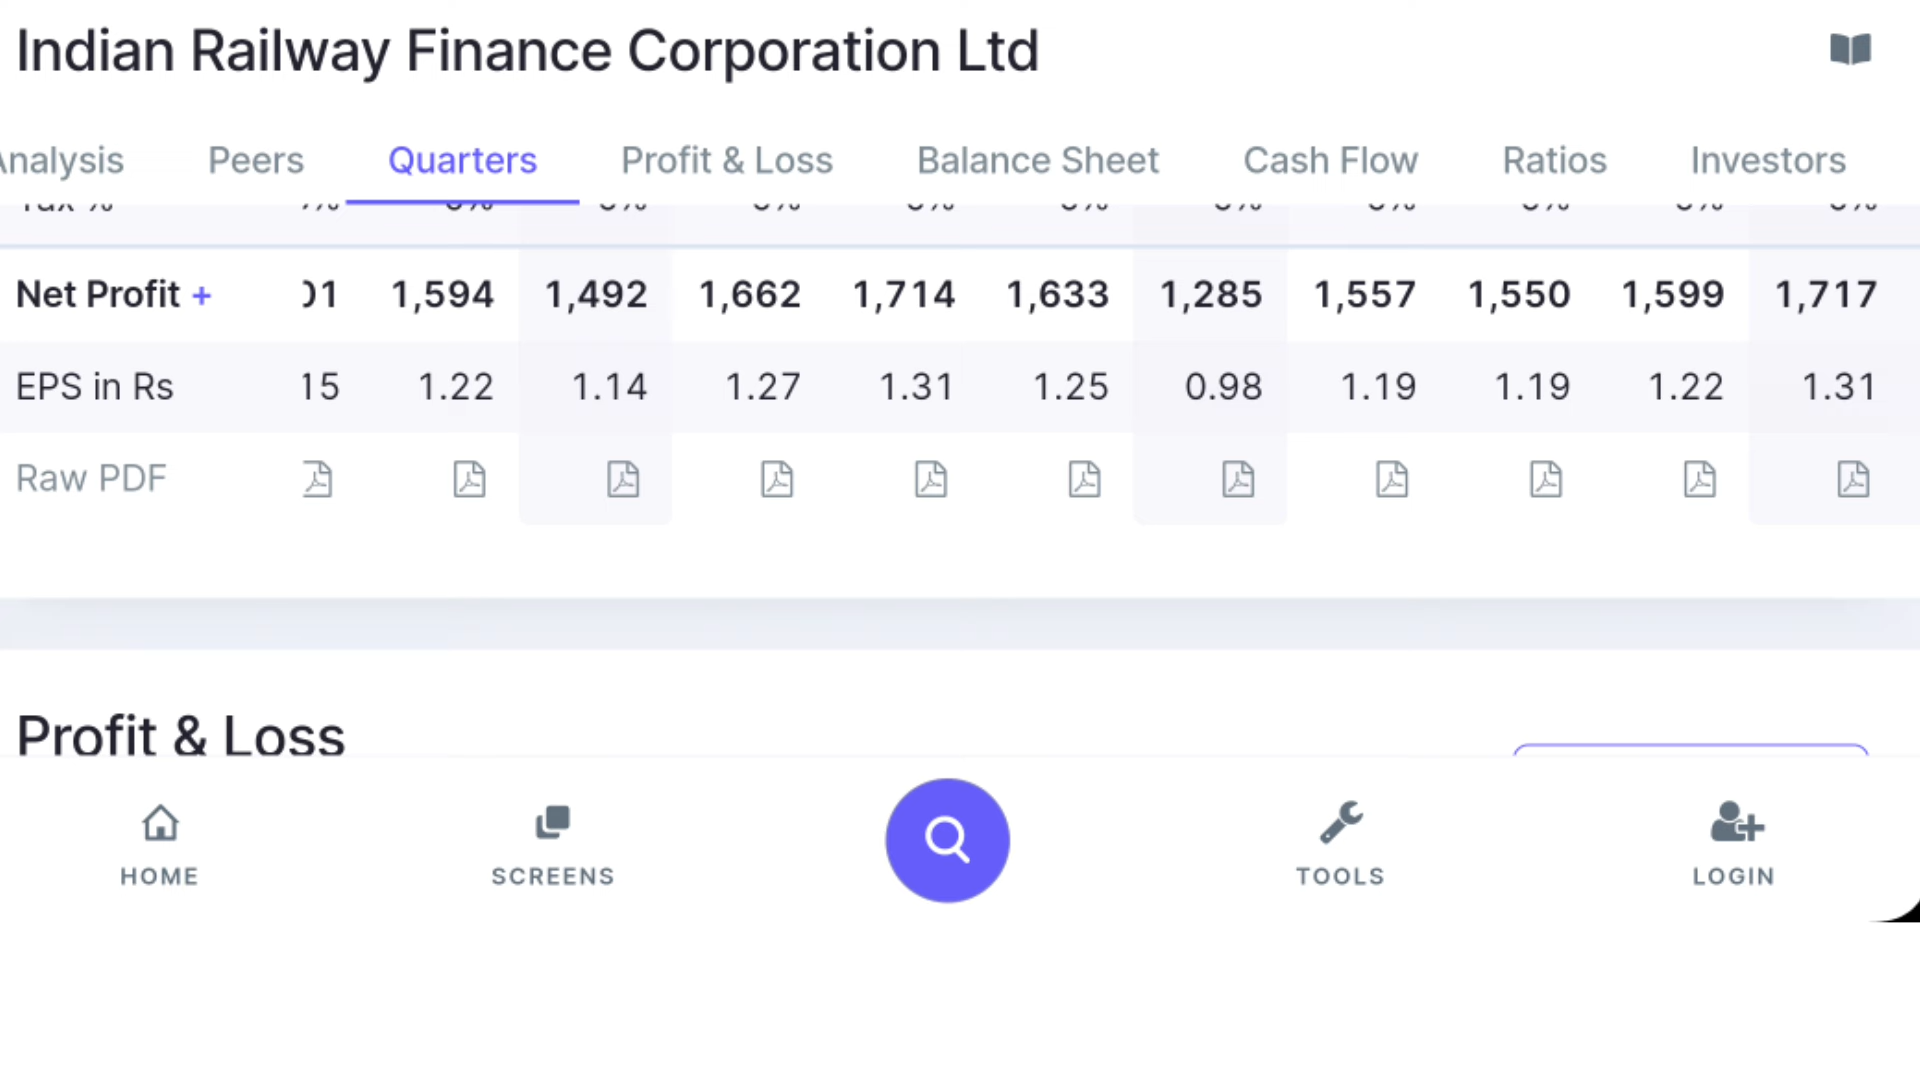 Indian Railway Finance Corporation Ltd
Analysis Peers Quarters Profit & Loss Balance Sheet Cash Flow Ratios Investors
Net Profit + 1,594 1,492 1,662 1,714 1,633 1,285 1,557 1,550 1,599 1,717
EPS in Rs 15 1.22 1.14 1.27 1.31 1.25 0.98 1.19 1.19 1.22 1.31
Raw PDF
Profit & Loss
HOME SCREENS TOOLS LOGIN